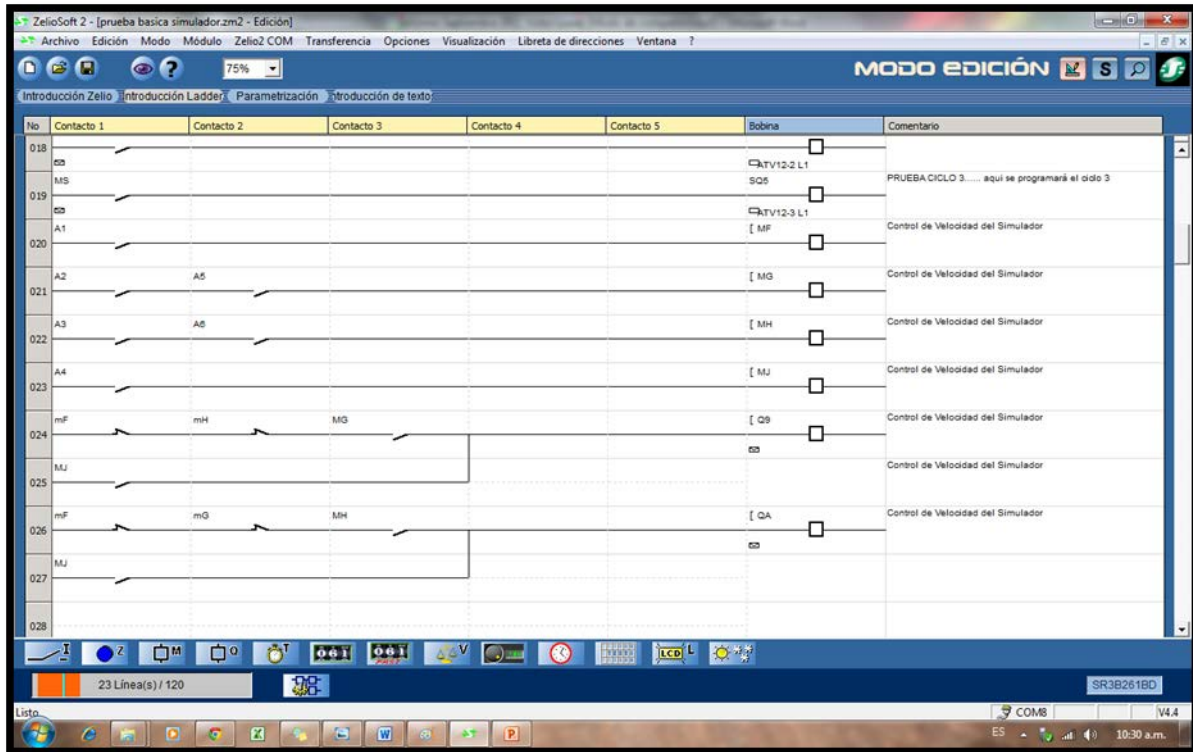 ZelioSoft 2 - [prueba basica simulador.zm2 - Edición]
Archivo Edición Modo Módulo Zelio2 COM Transferencia Opciones Visualización Libreta de direcciones Ventana ?
75% MODO EDICIÓN S
Introducción Zelio ntroducción Ladder Parametrización ntroducción de texto
No Contacto 1 Contacto 2 Contacto 3 Contacto 4 Contacto 5 Bobina Comentario
018
ATV12-2 L1
MS SQ5 PRUEBA CICLO 3...... aqui se programará el ciclo 3
019
ATV12-3 L1
A1 [ MF Control de Velocidad del Simulador
020
A2 A5 [ MG Control de Velocidad del Simulador
021
A3 A6 [ MH Control de Velocidad del Simulador
022
A4 [ MJ Control de Velocidad del Simulador
023
mF mH MG [ Q9 Control de Velocidad del Simulador
024
MJ Control de Velocidad del Simulador
025
mF mG MH [ QA Control de Velocidad del Simulador
026
MJ
027
028
I Z M Q T V LCD L
23 Línea(s) / 120 SR3B261BD
Listo COM8 V4.4
ES 10:30 a.m.